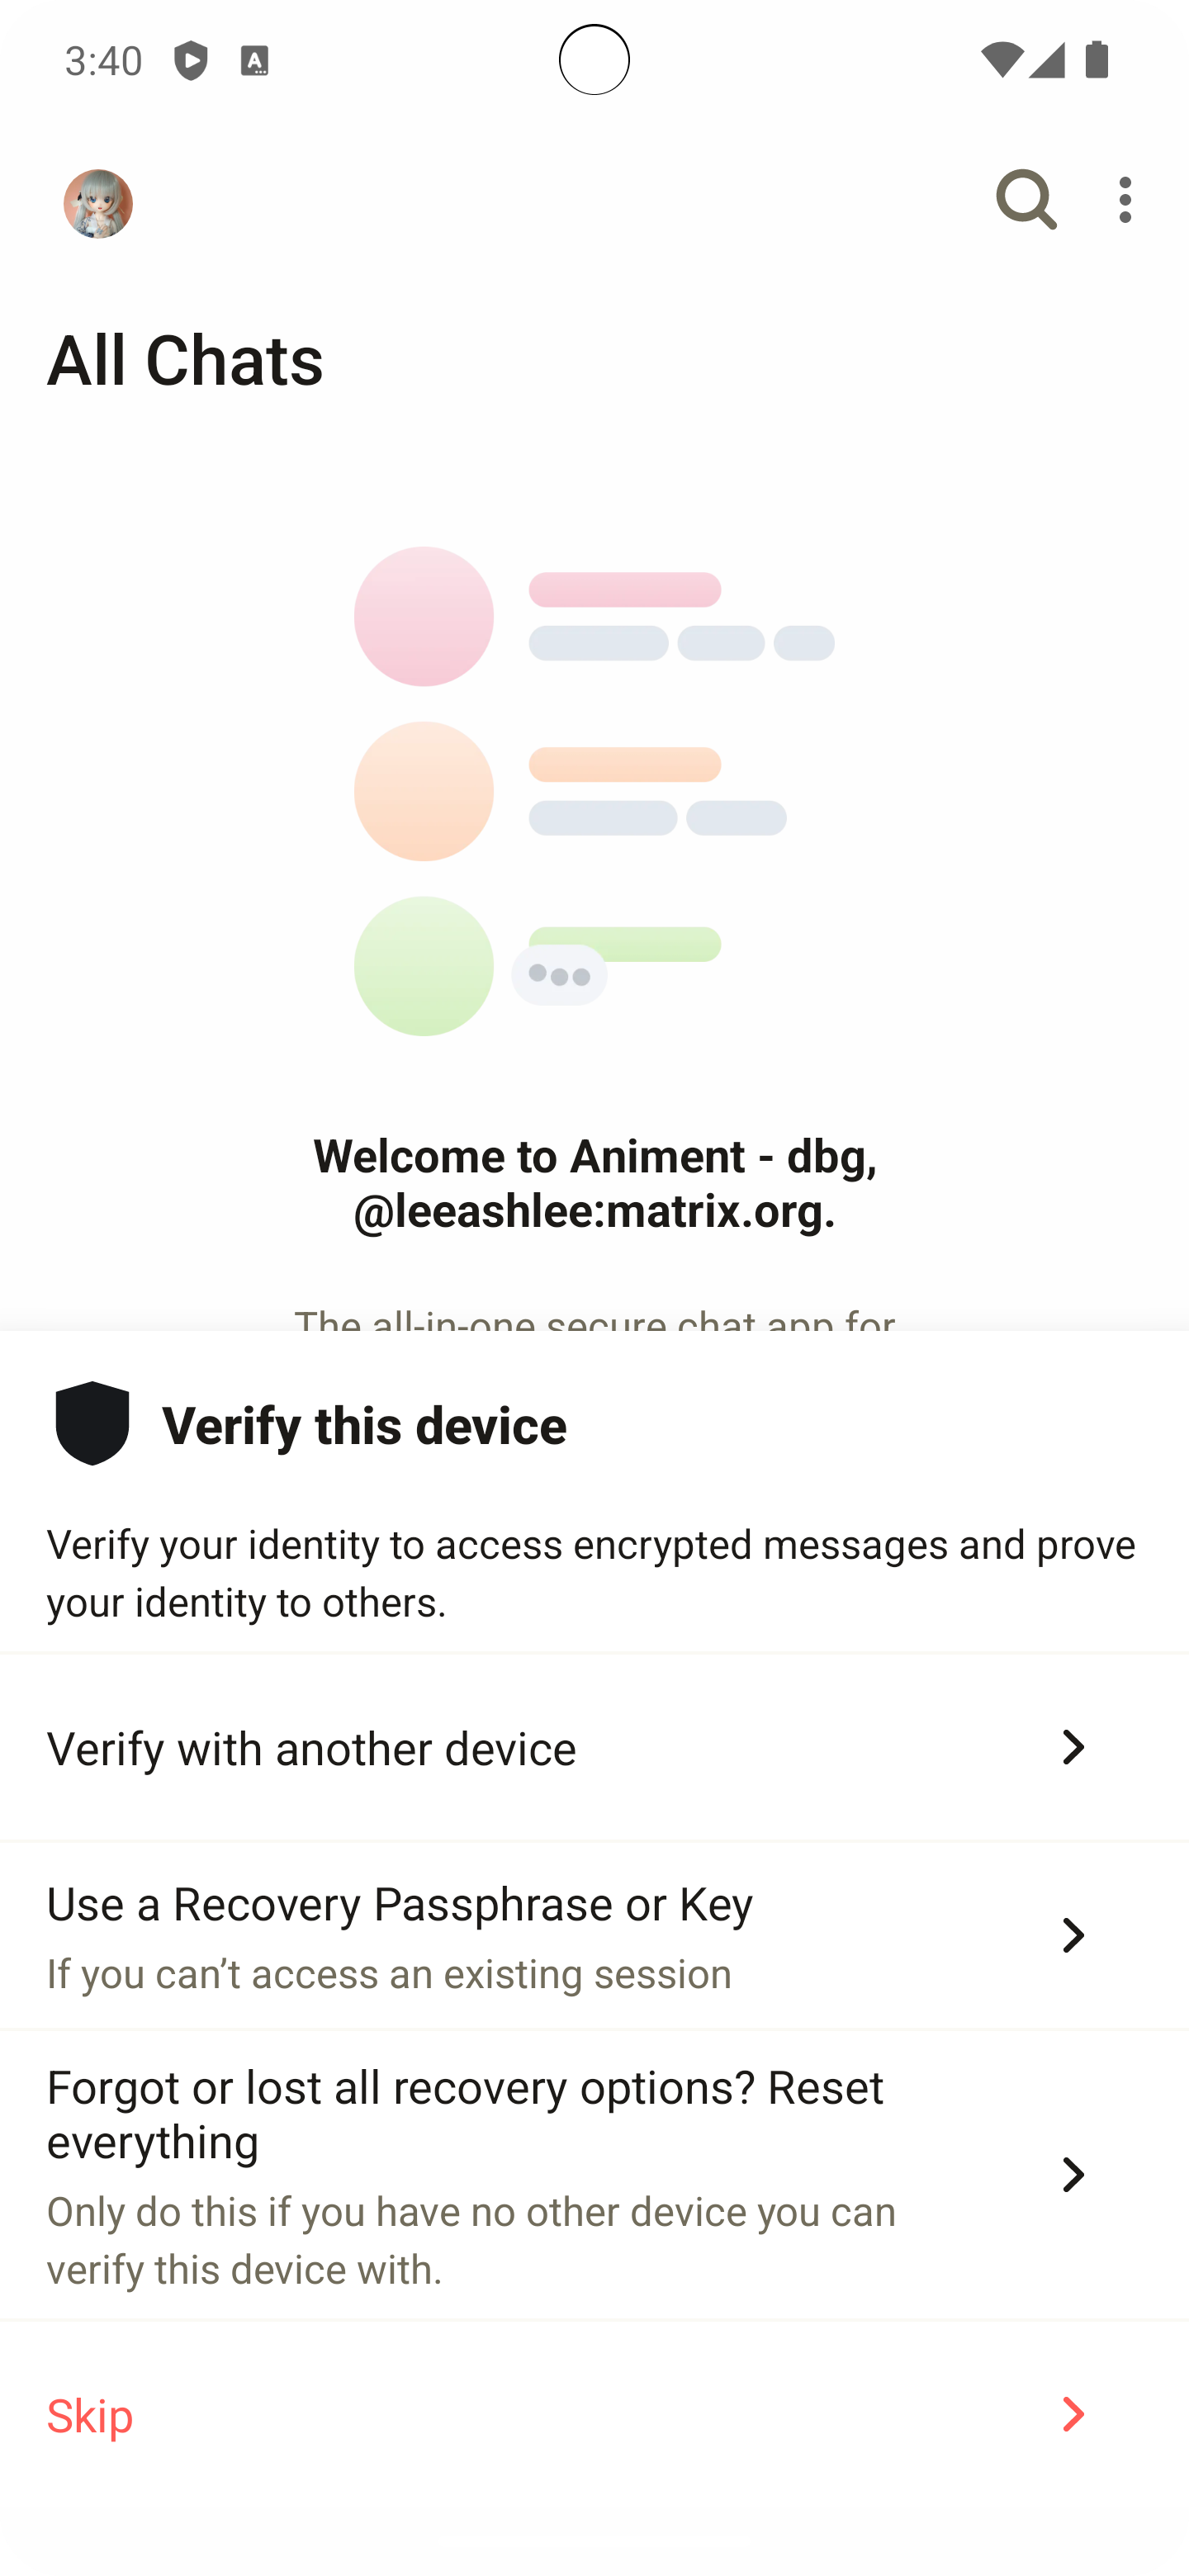 3:40
All Chats
Welcome to Animent - dbg,
@leeashlee:matrix.org.
The all-in-one secure chat app for
Verify this device
Verify your identity to access encrypted messages and prove
your identity to others.
Verify with another device
Use a Recovery Passphrase or Key
If you can’t access an existing session
Forgot or lost all recovery options? Reset
everything
Only do this if you have no other device you can
verify this device with.
Skip